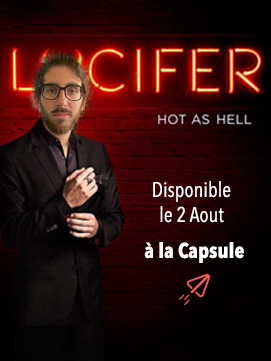 LUCIFER
HOT AS HELL
Disponible
le 2 Aout
à la Capsule